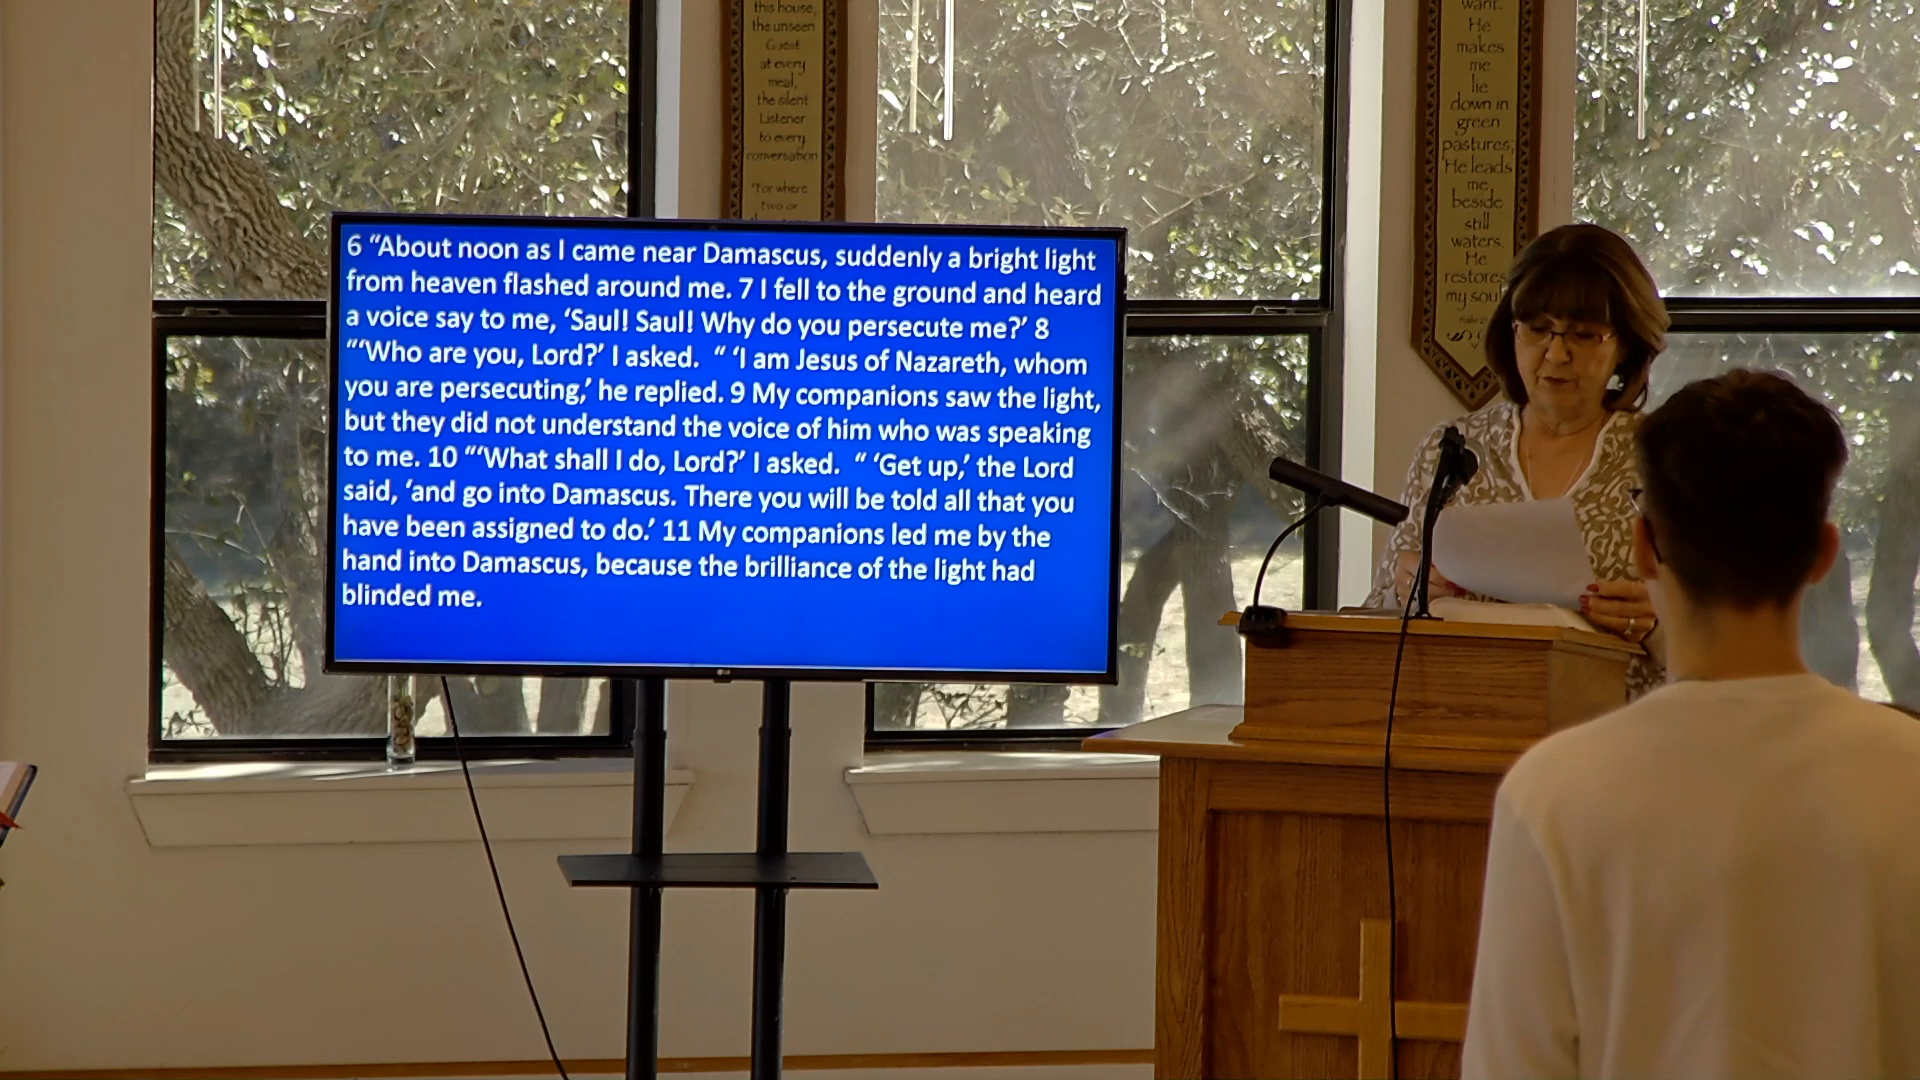 this house,
the unseen
Guest
at every
meal,
the silent
Listener
to every
conversation
"For where
two or
want.
He
makes
me
lie
down in
green
pastures;
He leads
me
beside
still
waters.
He
restores
my soul
6 “About noon as I came near Damascus, suddenly a bright light
from heaven flashed around me. 7 I fell to the ground and heard
a voice say to me, ‘Saul! Saul! Why do you persecute me?’ 8
“‘Who are you, Lord?’ I asked.  “ ‘I am Jesus of Nazareth, whom
you are persecuting,’ he replied. 9 My companions saw the light,
but they did not understand the voice of him who was speaking
to me. 10 “‘What shall I do, Lord?’ I asked.  “ ‘Get up,’ the Lord
said, ‘and go into Damascus. There you will be told all that you
have been assigned to do.’ 11 My companions led me by the
hand into Damascus, because the brilliance of the light had
blinded me.
LG